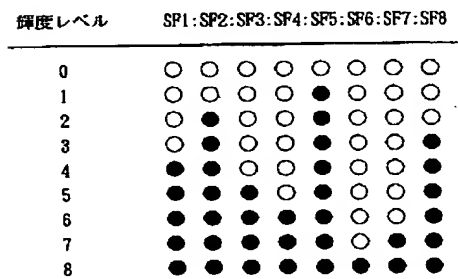 輝度レベル SF1:SF2:SF3:SF4:SF5:SF6:SF7:SF8
0 ○ ○ ○ ○ ○ ○ ○ ○
1 ○ ○ ○ ○ ● ○ ○ ○
2 ○ ● ○ ○ ● ○ ○ ○
3 ○ ● ○ ○ ● ○ ○ ●
4 ● ● ○ ○ ● ○ ○ ●
5 ● ● ● ○ ● ○ ○ ●
6 ● ● ● ● ● ○ ○ ●
7 ● ● ● ● ● ○ ● ●
8 ● ● ● ● ● ● ● ●